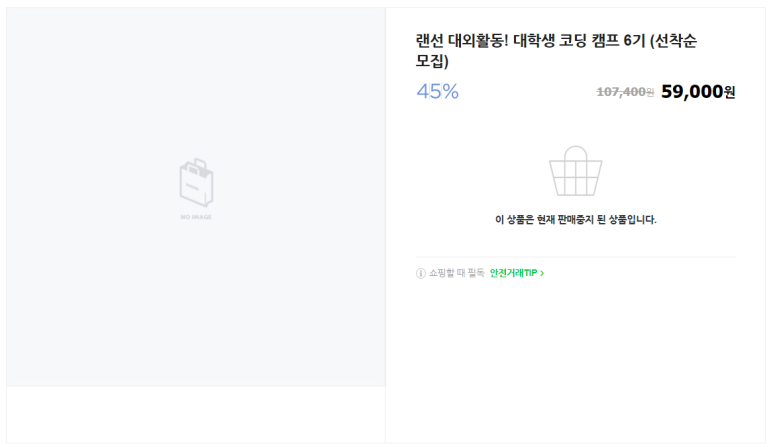 랜선 대외활동! 대학생 코딩 캠프 6기 (선착순
모집)
45% 107,400원 59,000원
NO IMAGE
이 상품은 현재 판매중지 된 상품입니다.
쇼핑할 때 필독 안전거래TIP >